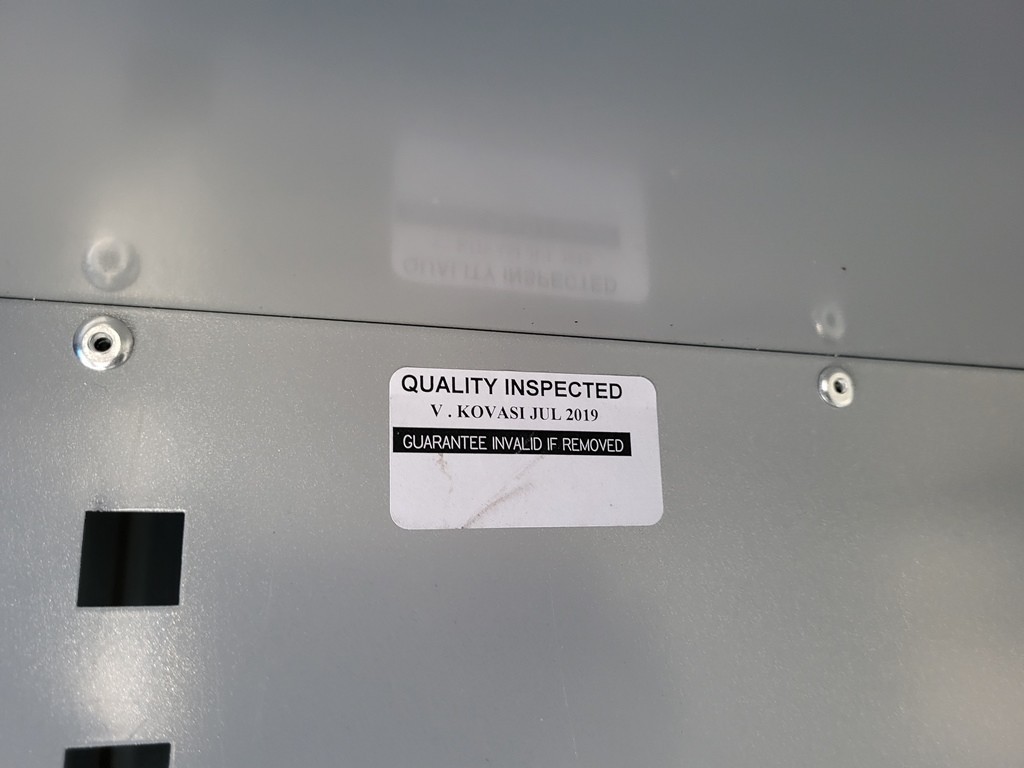 QUALITY INSPECTED
V . KOVASI JUL 2019
GUARANTEE INVALID IF REMOVED